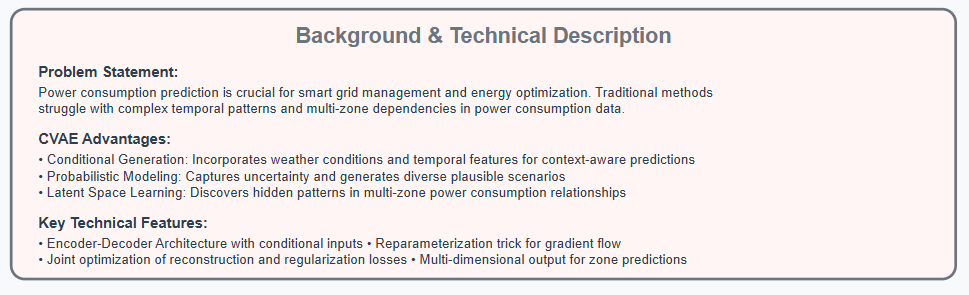 Background & Technical Description
Problem Statement:
Power consumption prediction is crucial for smart grid management and energy optimization. Traditional methods
struggle with complex temporal patterns and multi-zone dependencies in power consumption data.
CVAE Advantages:
• Conditional Generation: Incorporates weather conditions and temporal features for context-aware predictions
• Probabilistic Modeling: Captures uncertainty and generates diverse plausible scenarios
• Latent Space Learning: Discovers hidden patterns in multi-zone power consumption relationships
Key Technical Features:
• Encoder-Decoder Architecture with conditional inputs • Reparameterization trick for gradient flow
• Joint optimization of reconstruction and regularization losses • Multi-dimensional output for zone predictions